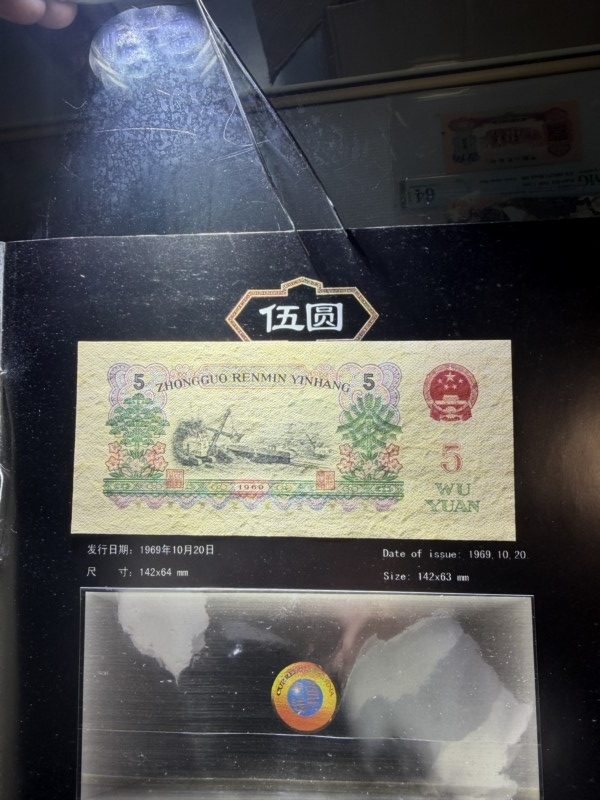 MG
64
伍圆
5 ZHONGGUO RENMIN YINHANG 5
5
WU
YUAN
1960
发行日期：1969年10月20日
Date of issue: 1969.10.20.
尺 寸：142x64 mm
Size: 142x63 mm